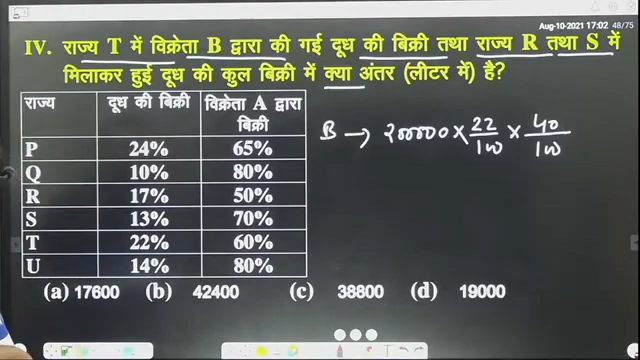 Aug-10-2021 17:02 48/75
IV. राज्य T में विक्रेता B द्वारा की गई दूध की बिक्री तथा राज्य R तथा S में
मिलाकर हुई दूध की कुल बिक्री में क्या अंतर (लीटर में) है?
राज्य दूध की बिक्री विक्रेता A द्वारा
बिक्री
P 24% 65%
Q 10% 80%
R 17% 50%
S 13% 70%
T 22% 60%
U 14% 80%
B → 200000 × 22/100 × 40/100
(a) 17600 (b) 42400 (c) 38800 (d) 19000